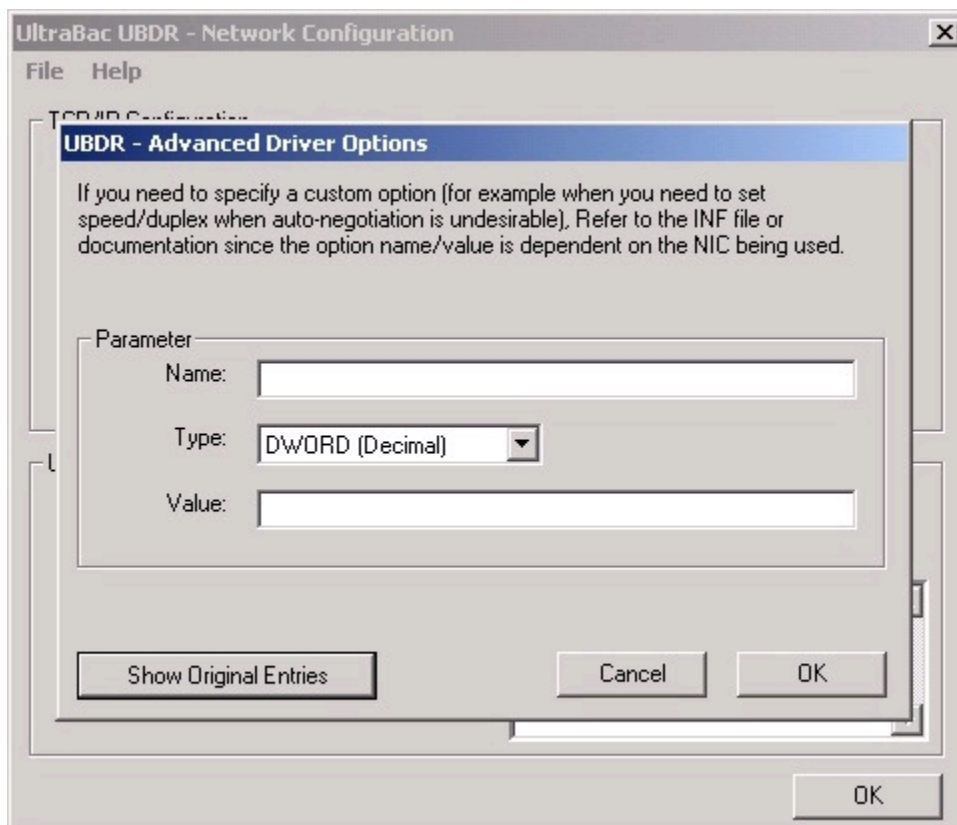 UltraBac UBDR - Network Configuration
File Help
TCP/IP Configuration
UBDR - Advanced Driver Options
If you need to specify a custom option (for example when you need to set
speed/duplex when auto-negotiation is undesirable), Refer to the INF file or
documentation since the option name/value is dependent on the NIC being used.
Parameter
Name:
Type: DWORD (Decimal)
Value:
Show Original Entries Cancel OK
OK